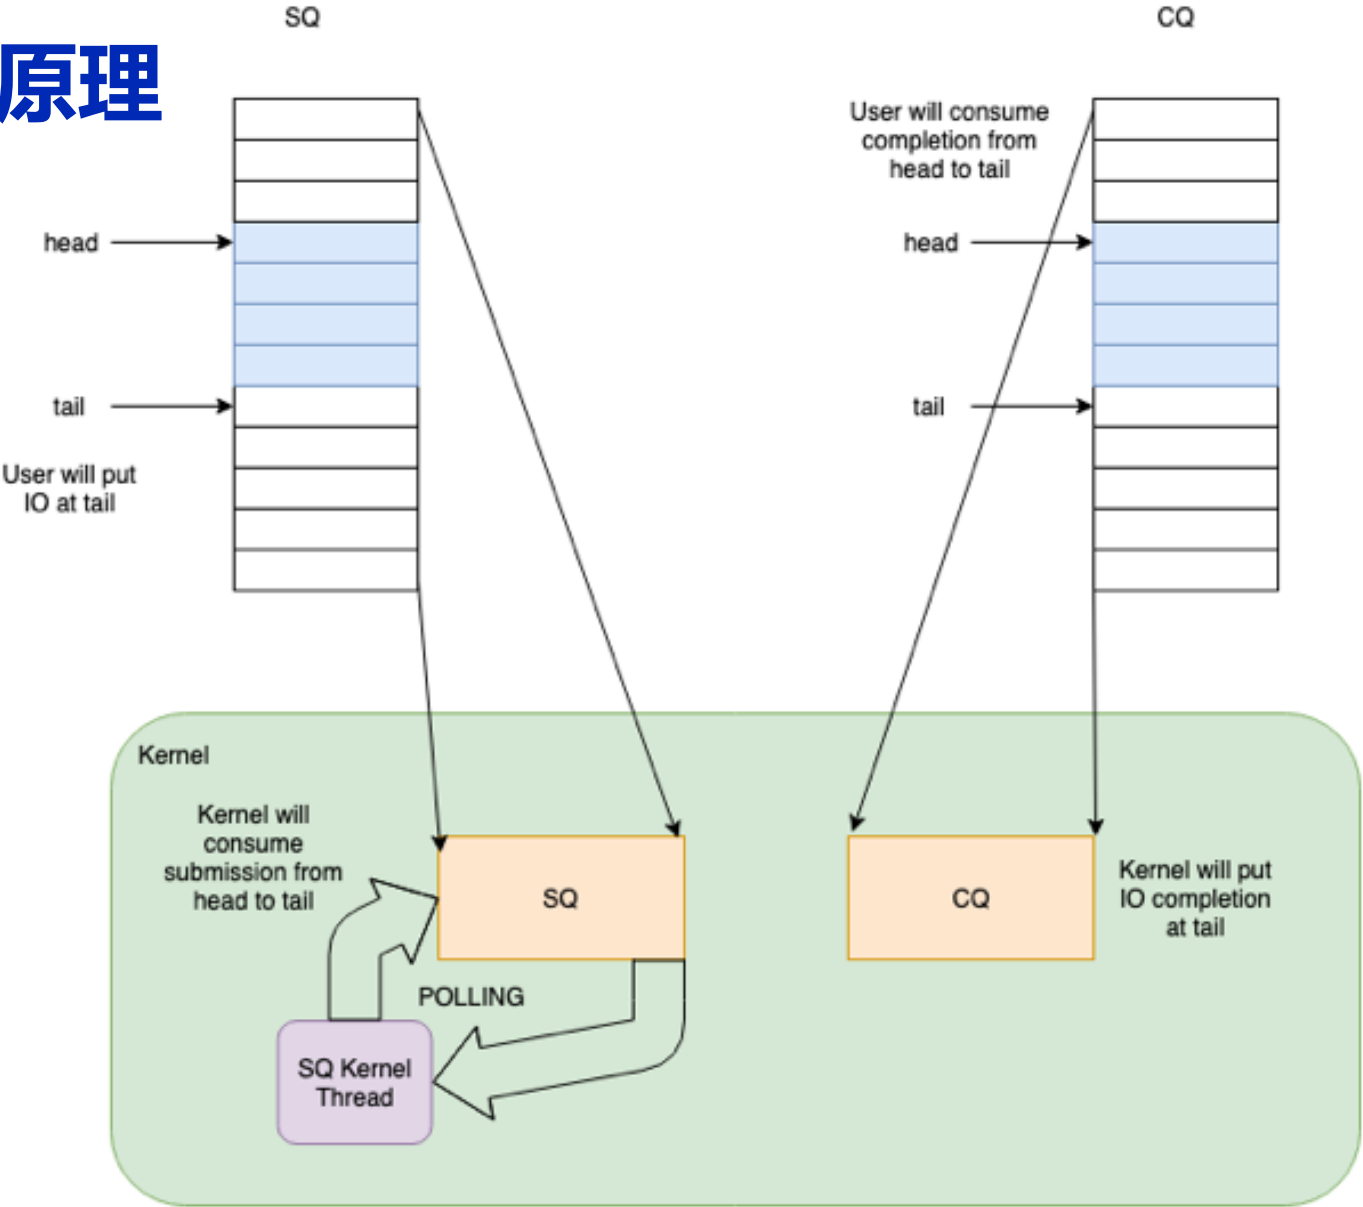 SQ
CQ
原理
User will consume
completion from
head to tail
head
head
tail
tail
User will put
IO at tail
Kernel
Kernel will
consume
submission from
head to tail
SQ
CQ
Kernel will put
IO completion
at tail
POLLING
SQ Kernel
Thread